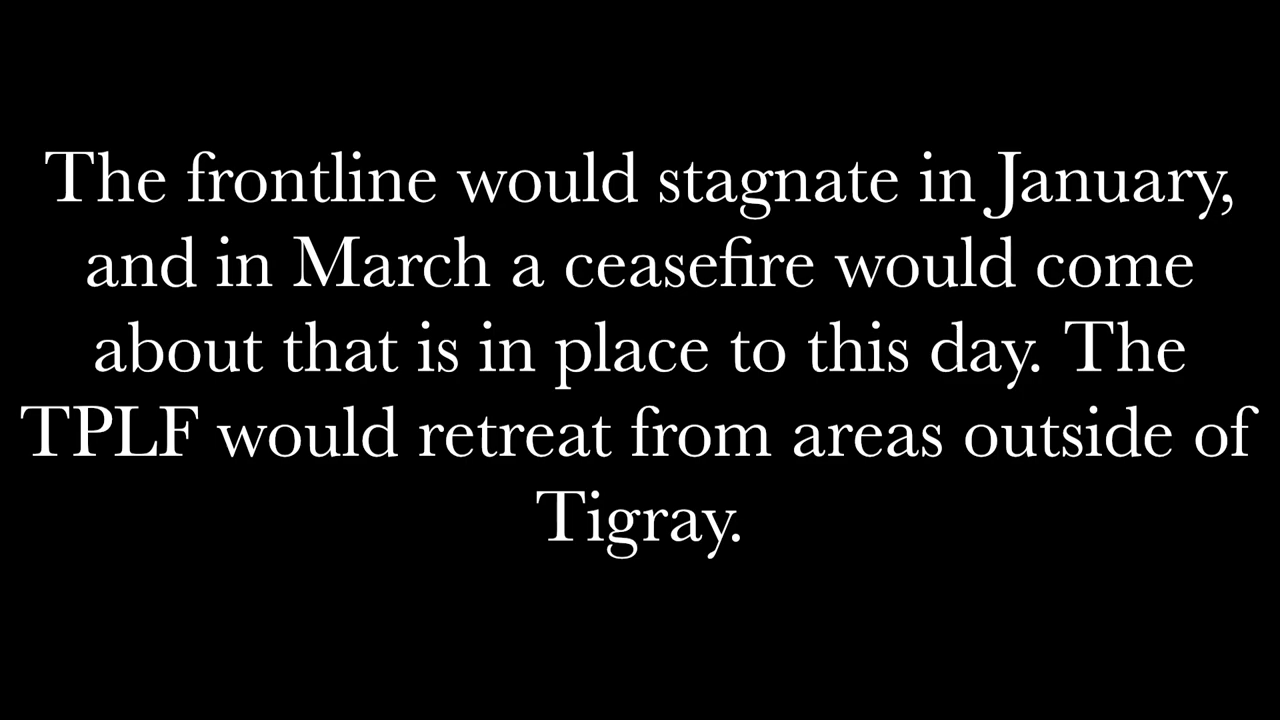 The frontline would stagnate in January,
and in March a ceasefire would come
about that is in place to this day. The
TPLF would retreat from areas outside of
Tigray.